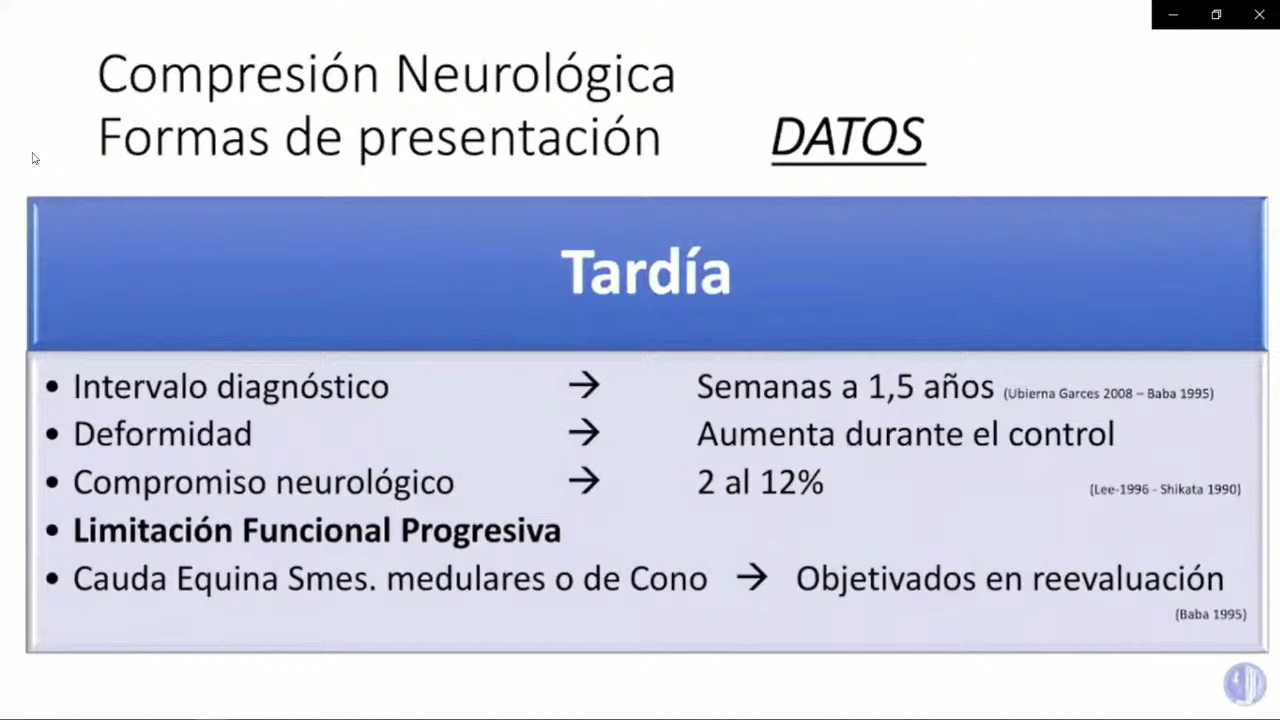 Compresión Neurológica
Formas de presentación DATOS
Tardía
• Intervalo diagnóstico → Semanas a 1,5 años (Ubierna Garces 2008 – Baba 1995)
• Deformidad → Aumenta durante el control
• Compromiso neurológico → 2 al 12% (Lee-1996 - Shikata 1990)
• Limitación Funcional Progresiva
• Cauda Equina Smes. medulares o de Cono → Objetivados en reevaluación
(Baba 1995)